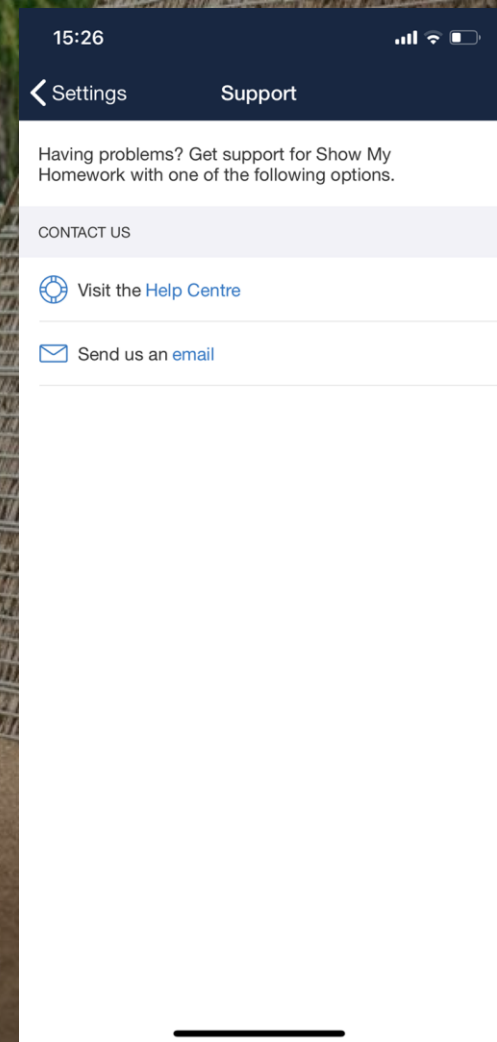 15:26
Settings
Support
Having problems? Get support for Show My
Homework with one of the following options.
CONTACT US
Visit the Help Centre
Send us an email